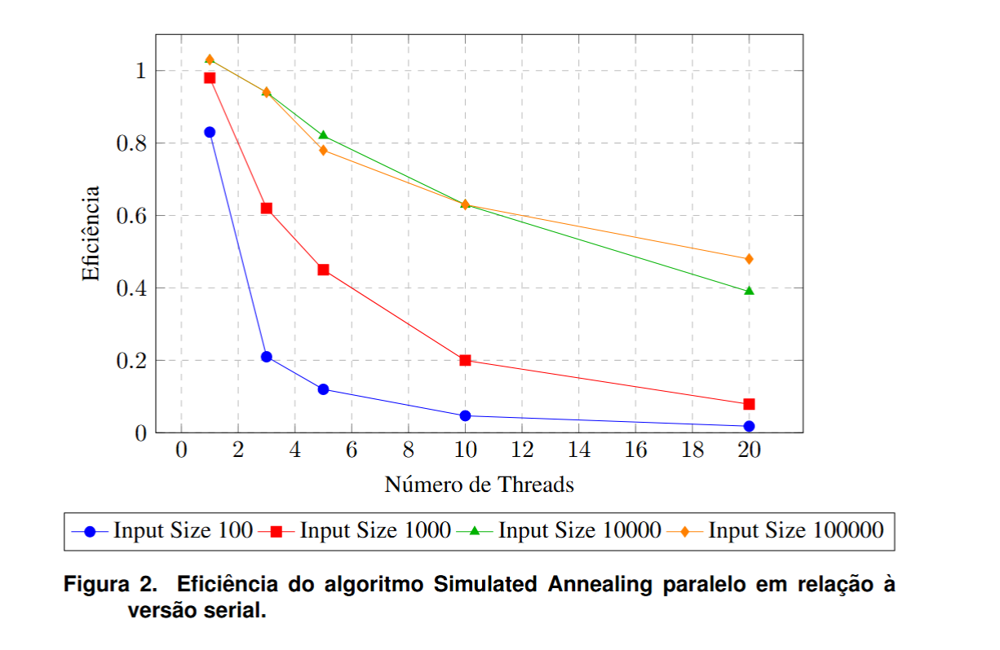 1
0.8
0.6
0.4
0.2
0
Eficiência
0 2 4 6 8 10 12 14 16 18 20
Número de Threads
Input Size 100 Input Size 1000 Input Size 10000 Input Size 100000
Figura 2. Eficiência do algoritmo Simulated Annealing paralelo em relação à
versão serial.